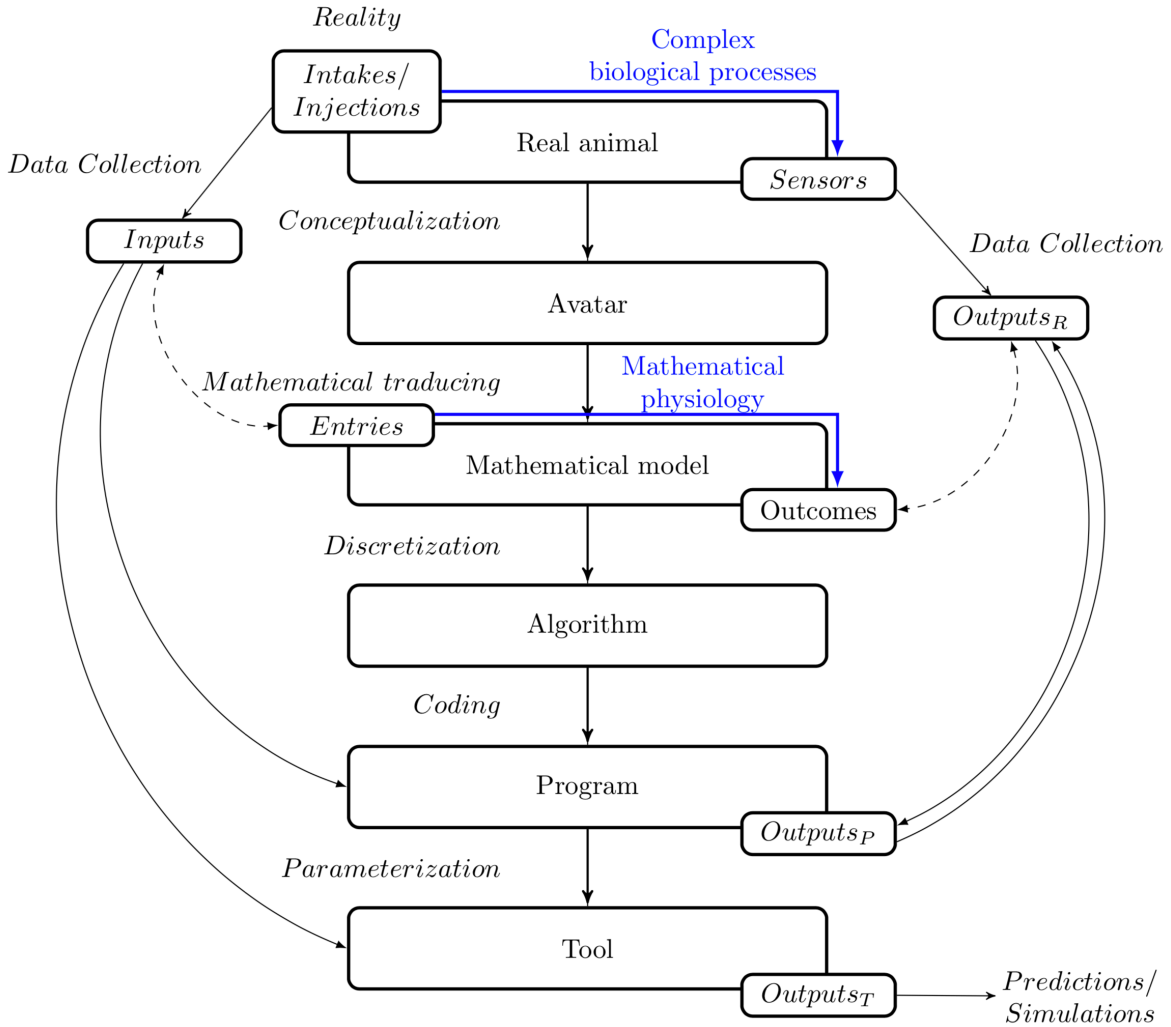 Reality
Complex
biological processes
Intakes/
Injections
Real animal
Data Collection
Sensors
Conceptualization
Inputs
Data Collection
Avatar
Outputs_R
Mathematical
physiology
Mathematical traducing
Entries
Mathematical model
Outcomes
Discretization
Algorithm
Coding
Program
Outputs_P
Parameterization
Tool
Outputs_T
Predictions/
Simulations